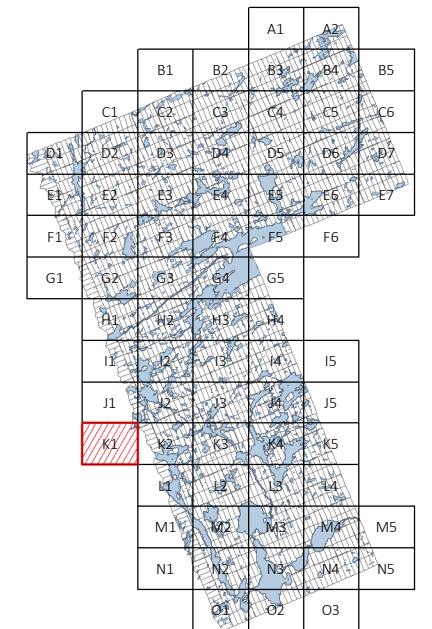 A1 A2
B1 B2 B3 B4 B5
C1 C2 C3 C4 C5 C6
D1 D2 D3 D4 D5 D6 D7
E1 E2 E3 E4 E5 E6 E7
F1 F2 F3 F4 F5 F6
G1 G2 G3 G4 G5
H1 H2 H3 H4
I1 I2 I3 I4 I5
J1 J2 J3 J4 J5
K1 K2 K3 K4 K5
L1 L2 L3 L4
M1 M2 M3 M4 M5
N1 N2 N3 N4 N5
O1 O2 O3